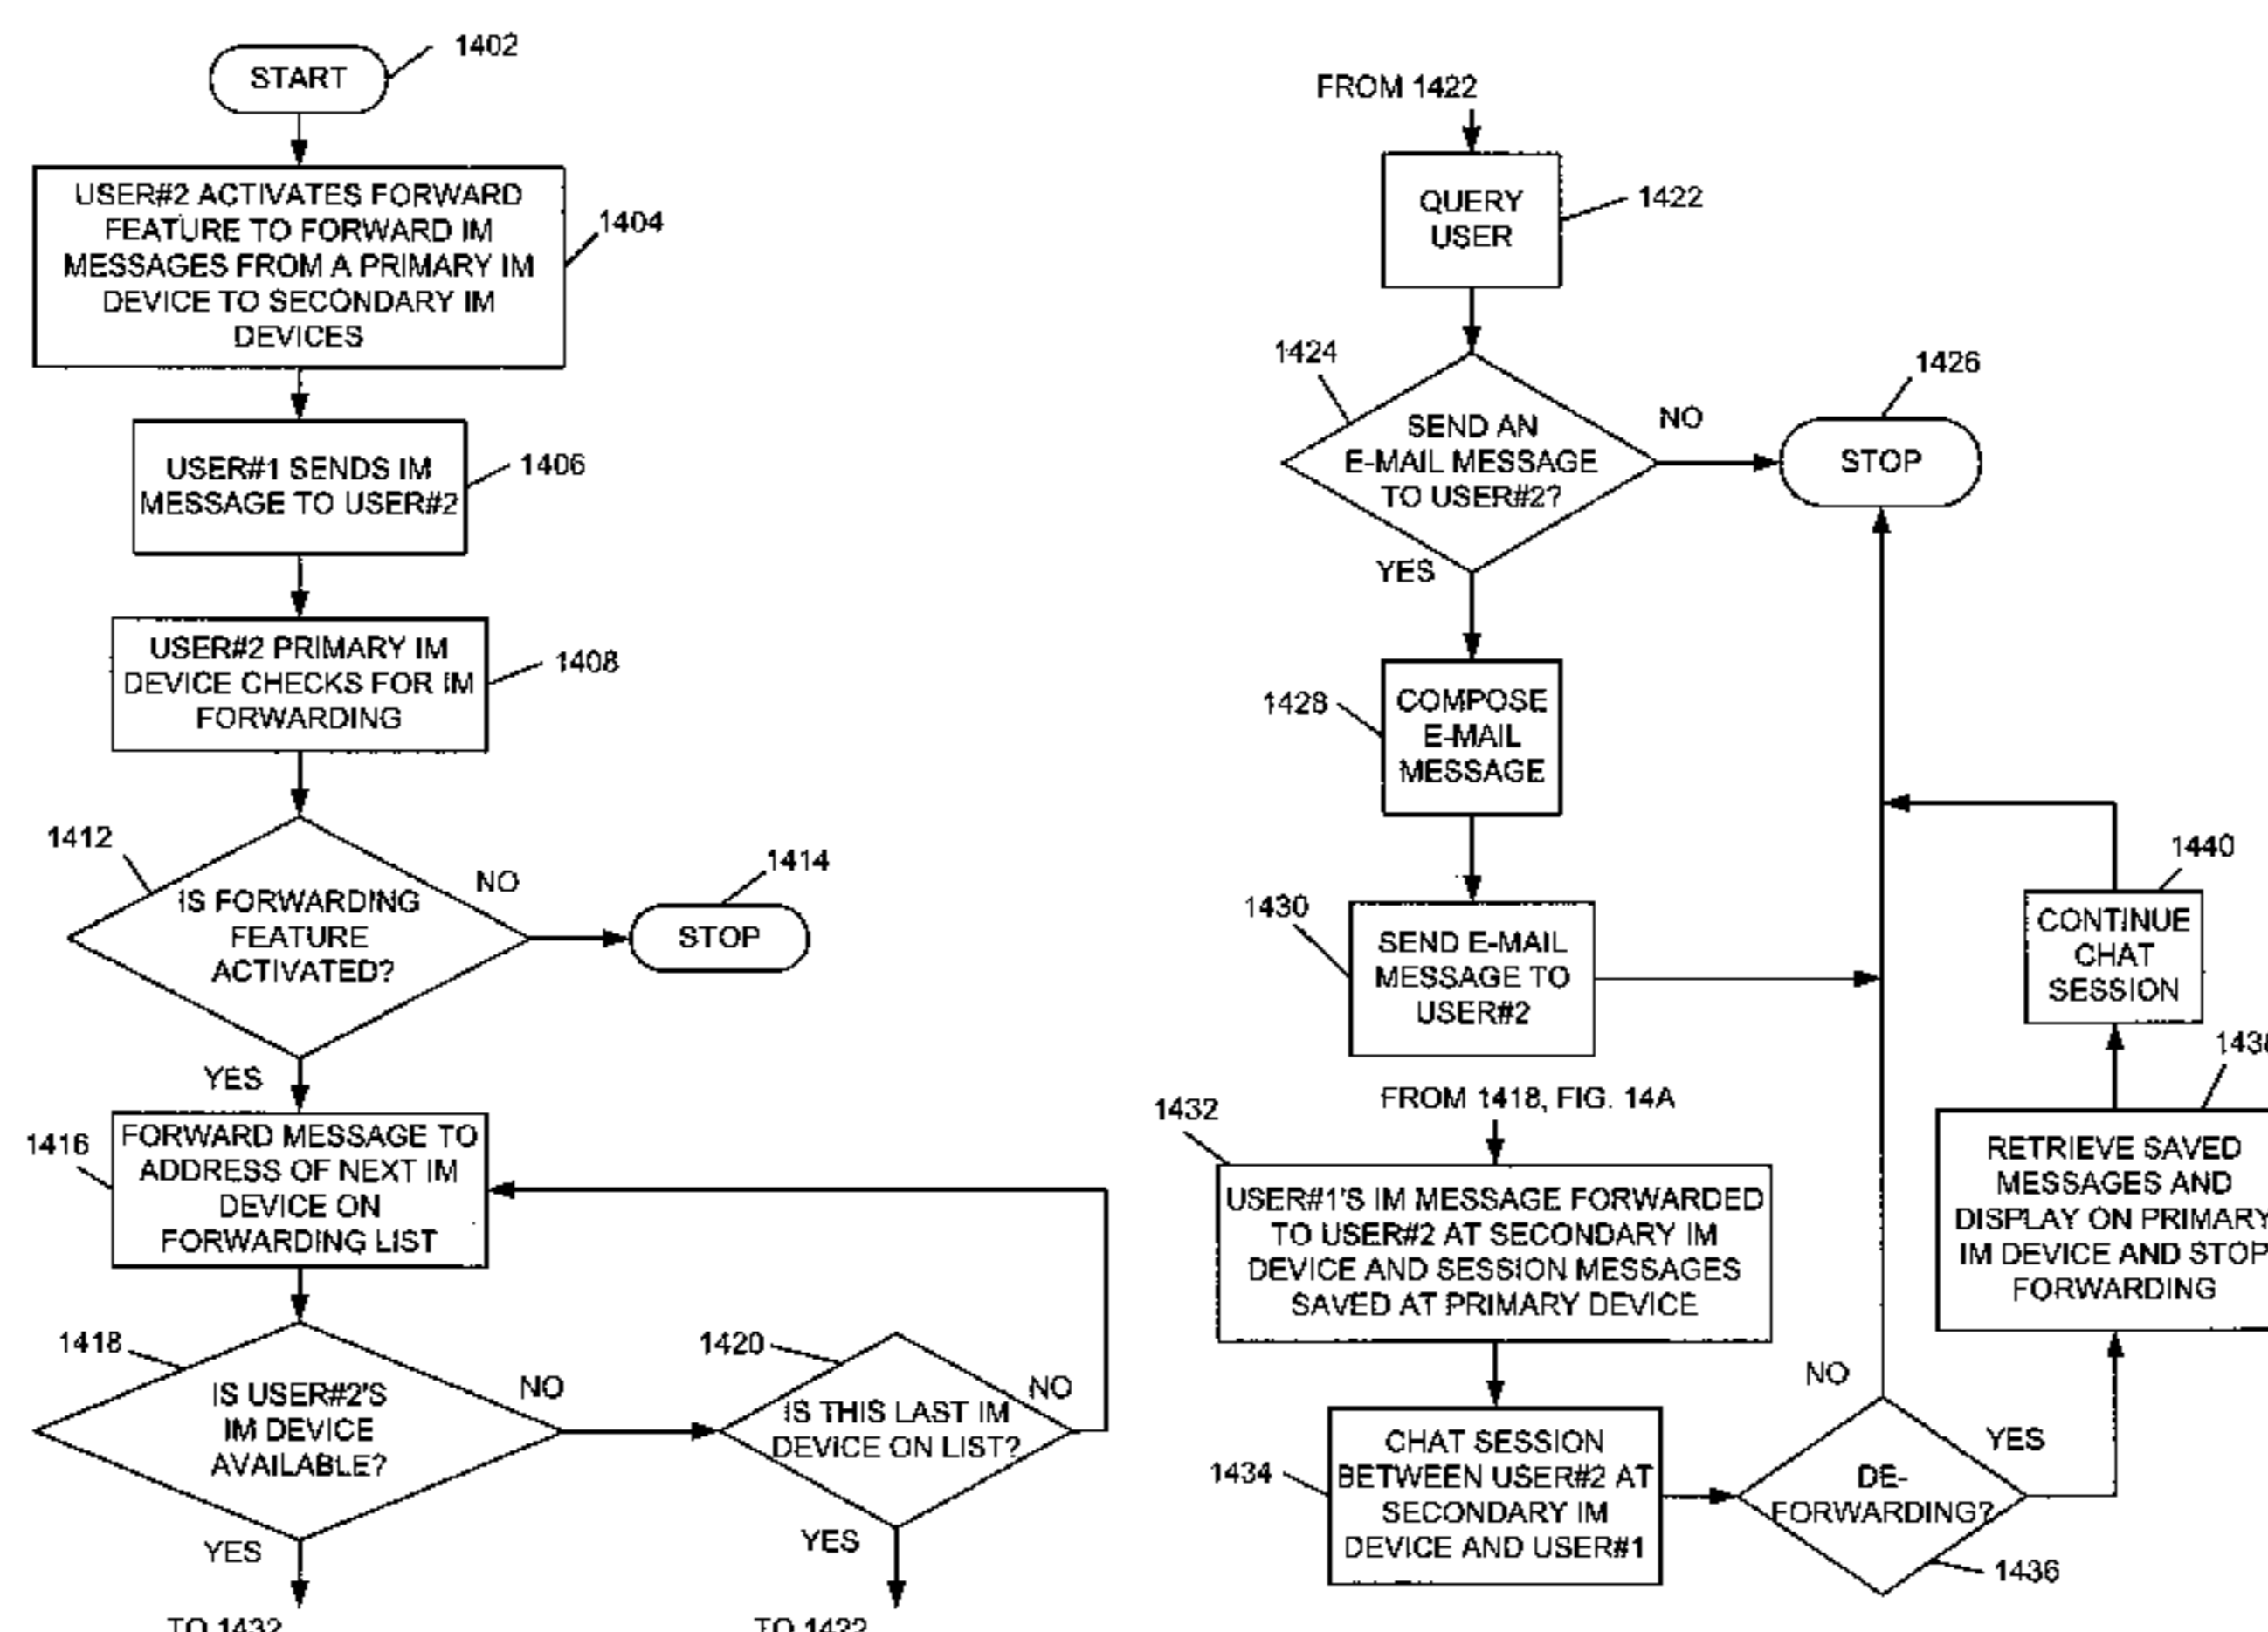 START
1402
USER#2 ACTIVATES FORWARD
FEATURE TO FORWARD IM
MESSAGES FROM A PRIMARY IM
DEVICE TO SECONDARY IM
DEVICES
1404
USER#1 SENDS IM
MESSAGE TO USER#2
1406
USER#2 PRIMARY IM
DEVICE CHECKS FOR IM
FORWARDING
1408
1412
IS FORWARDING
FEATURE
ACTIVATED?
NO
1414
STOP
YES
1416
FORWARD MESSAGE TO
ADDRESS OF NEXT IM
DEVICE ON
FORWARDING LIST
1418
IS USER#2'S
IM DEVICE
AVAILABLE?
NO
1420
IS THIS LAST IM
DEVICE ON LIST?
NO
YES
TO 1432
YES
TO 1422
FROM 1422
QUERY
USER
1422
1424
SEND AN
E-MAIL MESSAGE
TO USER#2?
NO
1426
STOP
YES
1428
COMPOSE
E-MAIL
MESSAGE
1430
SEND E-MAIL
MESSAGE TO
USER#2
1440
CONTINUE
CHAT
SESSION
RETRIEVE SAVED
MESSAGES AND
DISPLAY ON PRIMARY
IM DEVICE AND STOP
FORWARDING
FROM 1418, FIG. 14A
1432
USER#1'S IM MESSAGE FORWARDED
TO USER#2 AT SECONDARY IM
DEVICE AND SESSION MESSAGES
SAVED AT PRIMARY DEVICE
1434
CHAT SESSION
BETWEEN USER#2 AT
SECONDARY IM
DEVICE AND USER#1
NO
DE-
FORWARDING?
YES
1436